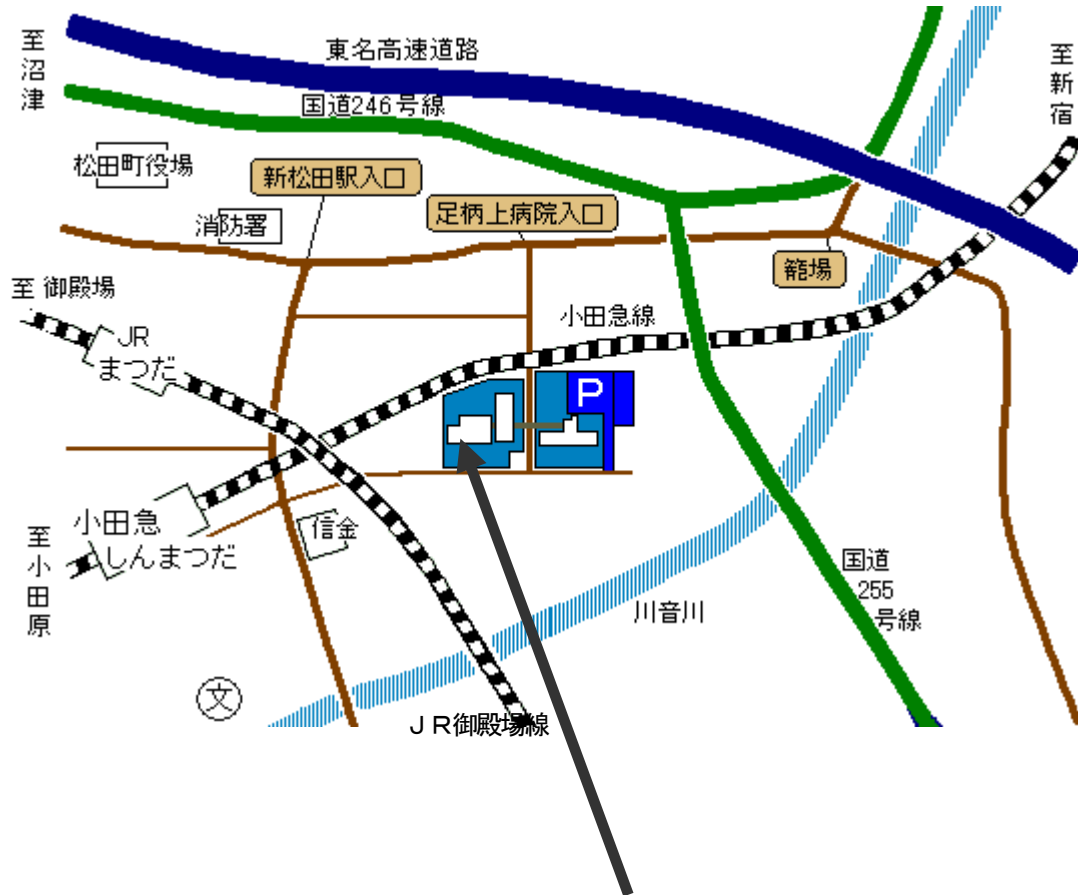 至沼津
東名高速道路
至新宿
国道246号線
松田町役場
新松田駅入口
消防署
足柄上病院入口
籠場
至 御殿場
小田急線
JR
まつだ
P
小田急
しんまつだ
信金
至小田原
国道
255
号線
川音川
文
ＪＲ御殿場線